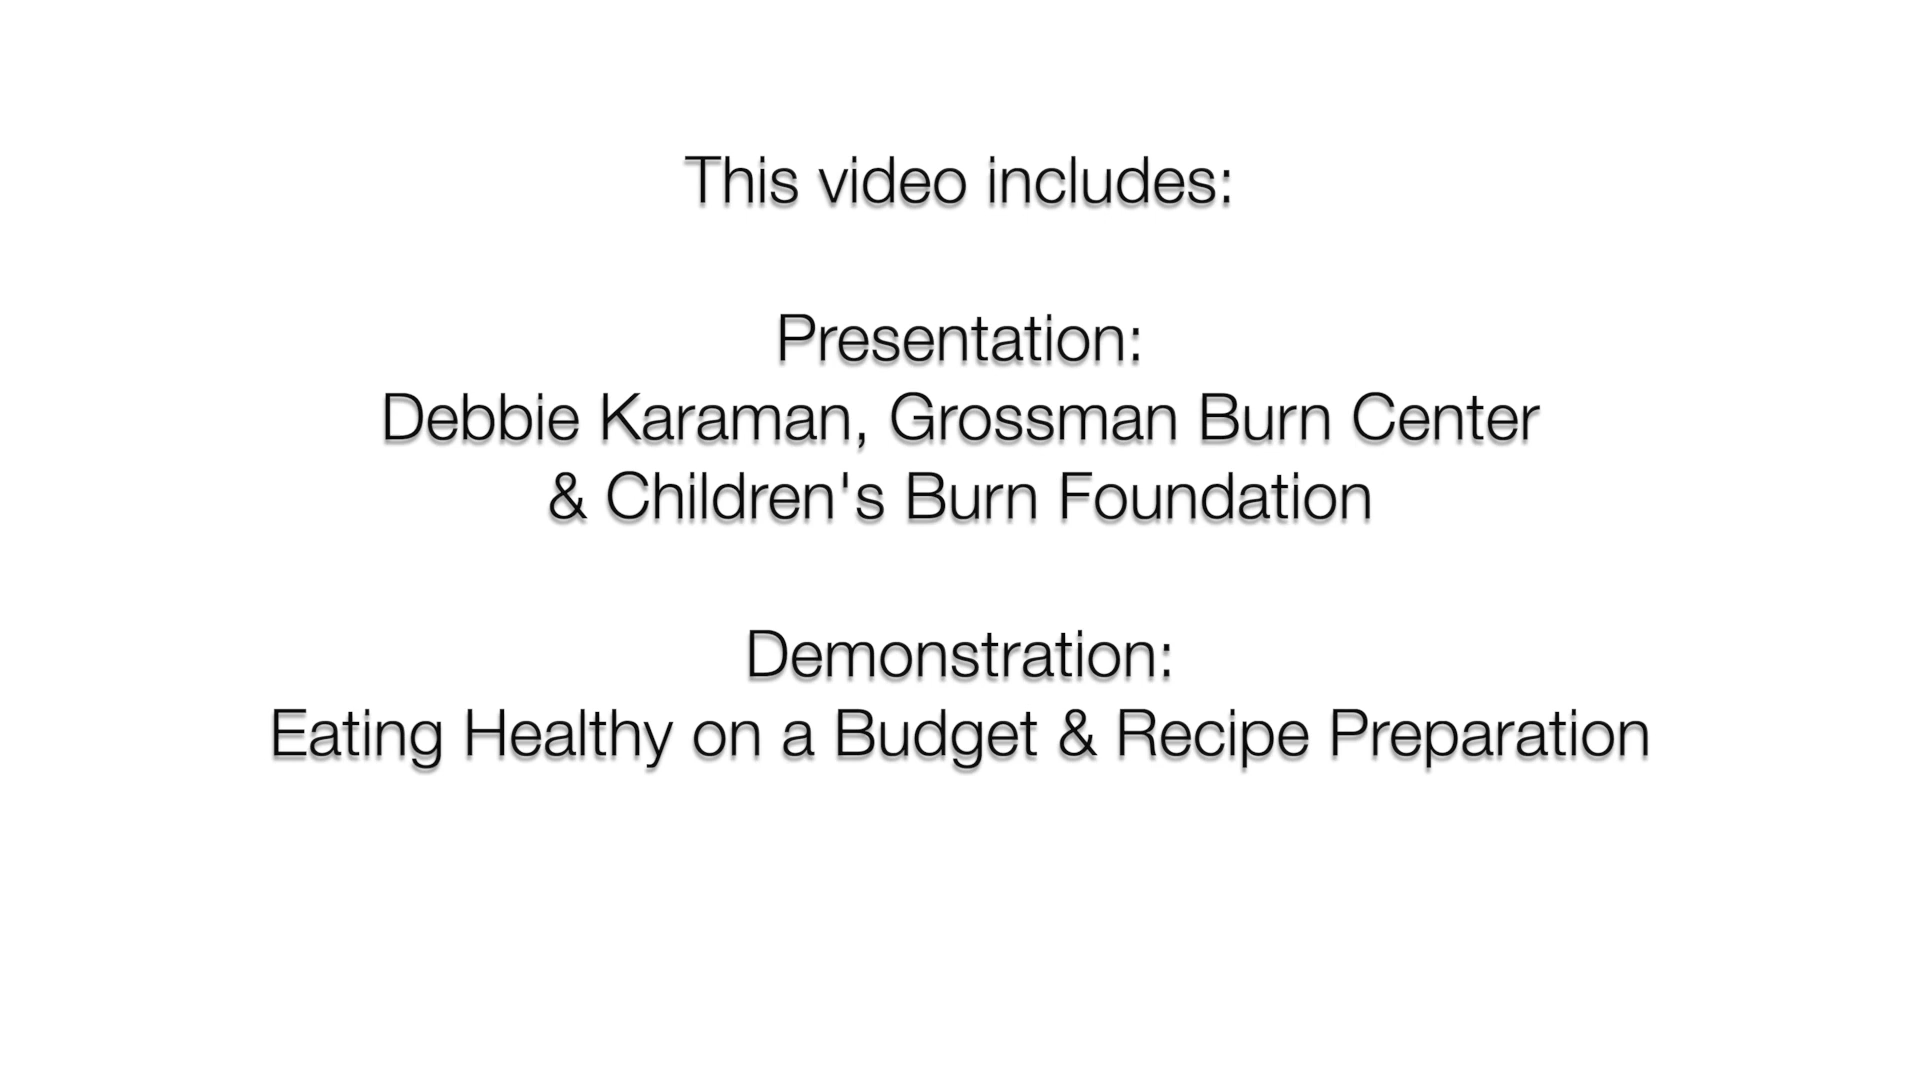 This video includes:
Presentation:
Debbie Karaman, Grossman Burn Center
& Children's Burn Foundation
Demonstration:
Eating Healthy on a Budget & Recipe Preparation